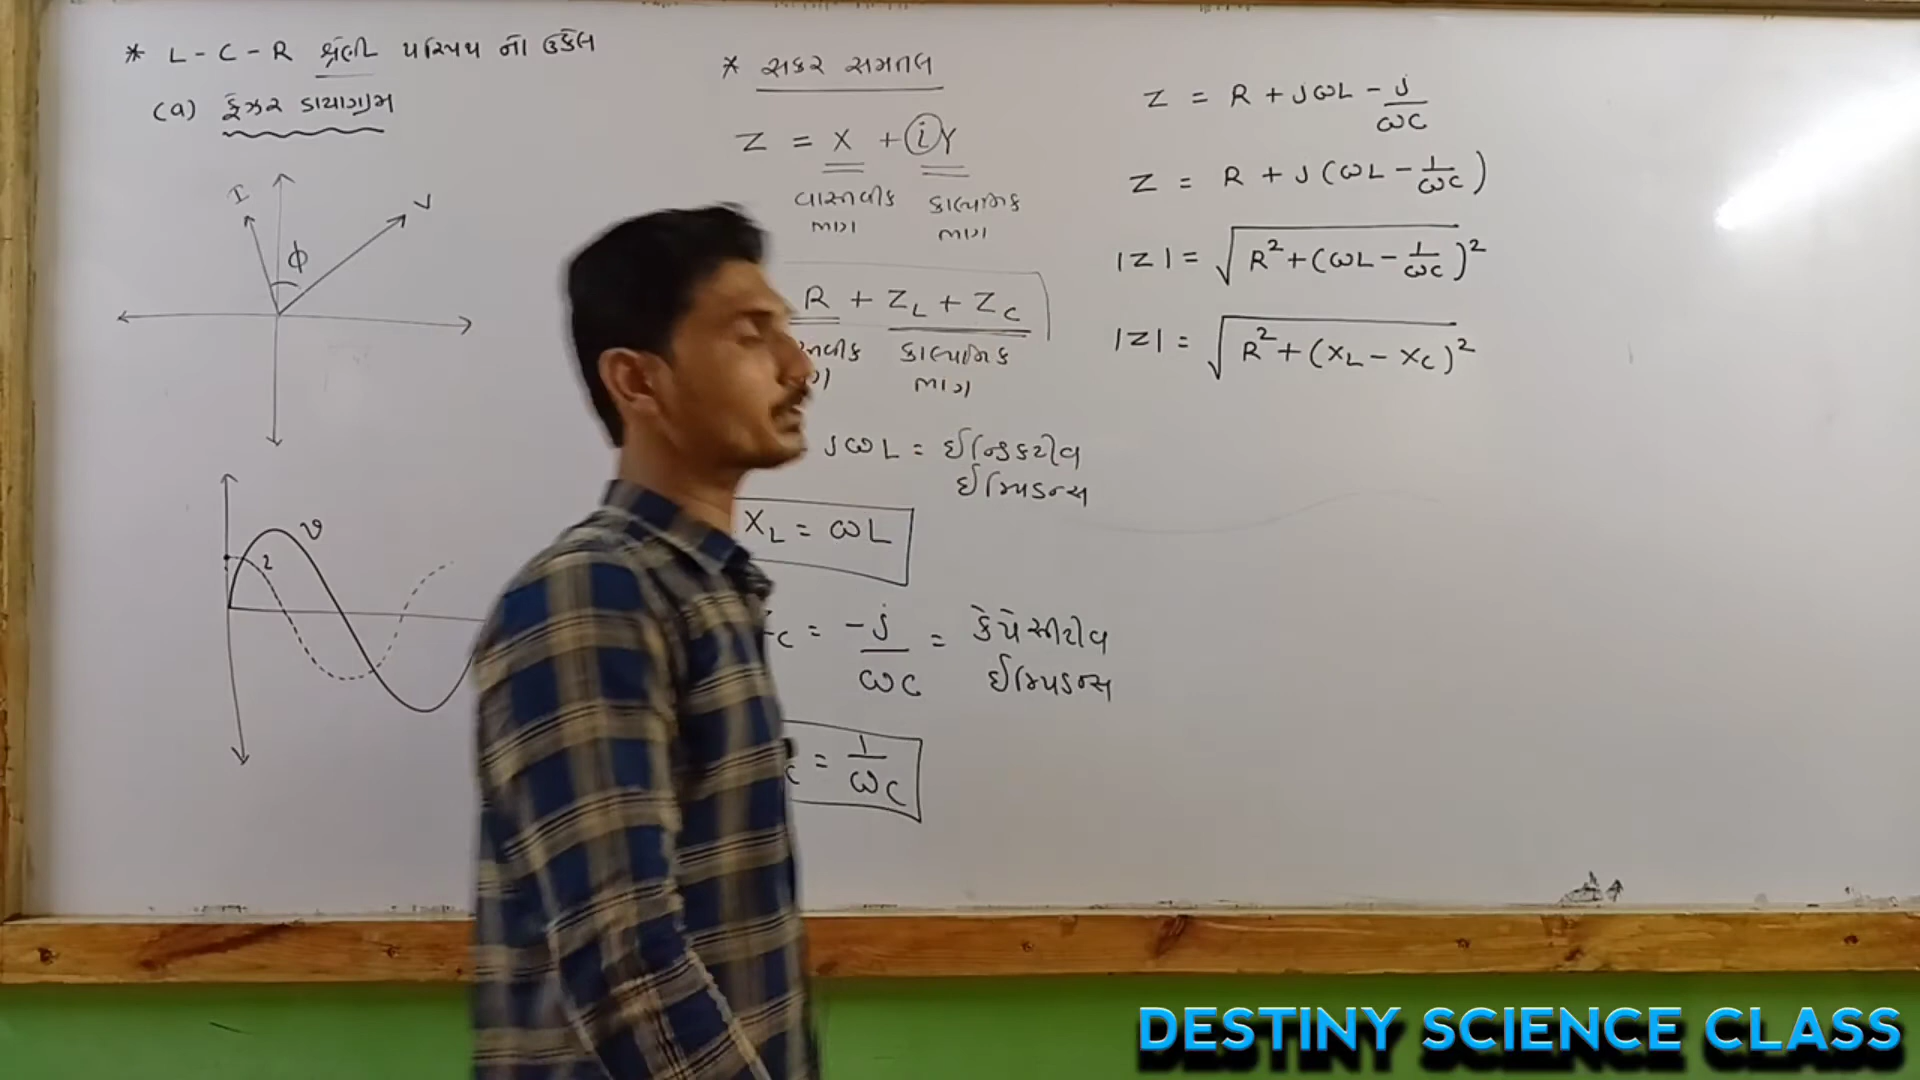 * L - C - R શ્રેણી પરિપથ નો ઉકેલ
(a) ફેઝર ડાયાગ્રામ
I
V
ϕ
v
i
* સંકર સમતલ
Z = X + iY
વાસ્તવીક ભાગ
કાલ્પનિક ભાગ
R + Z_L + Z_C
કાલ્પનિક ભાગ
jωL = ઈન્ડિકટીવ
ઈમ્પિડન્સ
X_L = ωL
c = -j/ωC = કેપેસીટીવ
ઈમ્પિડન્સ
c = 1/ωC
Z = R + jωL - j/ωC
Z = R + j(ωL - 1/ωC)
|Z| = √(R² + (ωL - 1/ωC)²)
|Z| = √(R² + (X_L - X_C)²)
DESTINY SCIENCE CLASS